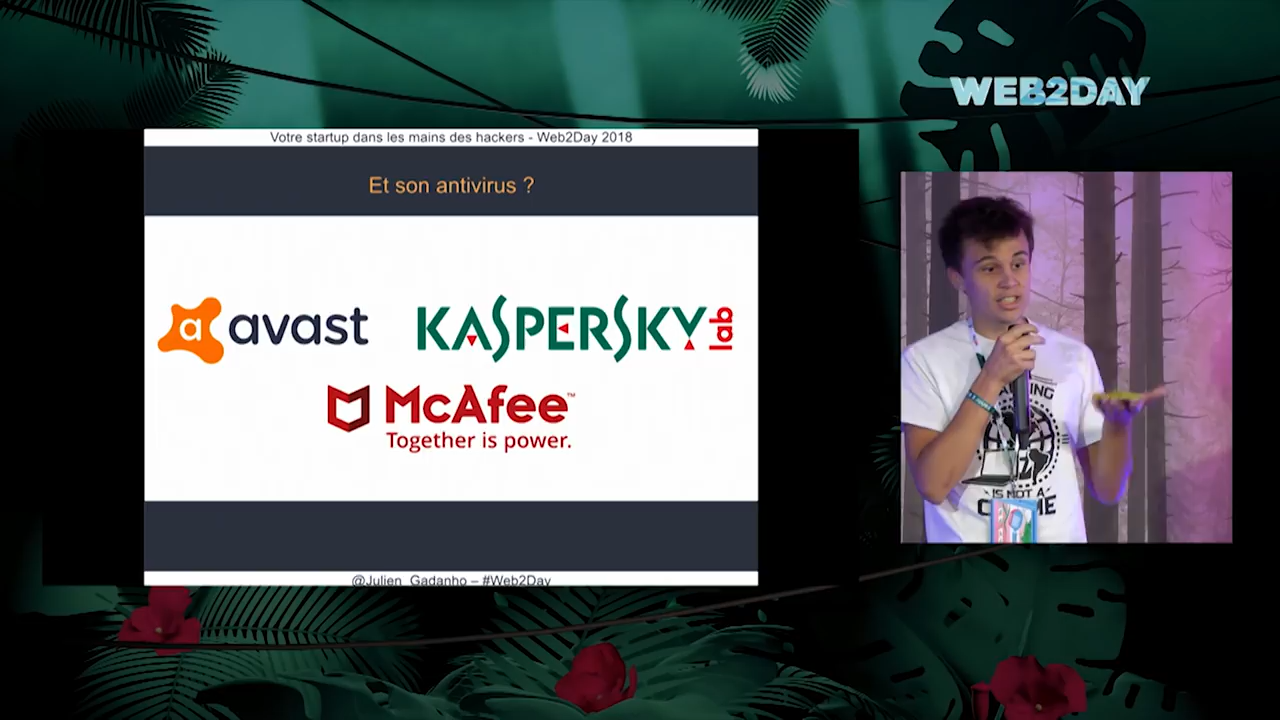 WEB2DAY
Votre startup dans les mains des hackers - Web2Day 2018
Et son antivirus ?
a avast
KASPERSKY lab
McAfee™
Together is power.
@Julien_Gadanho – #Web2Day
IS NOT A